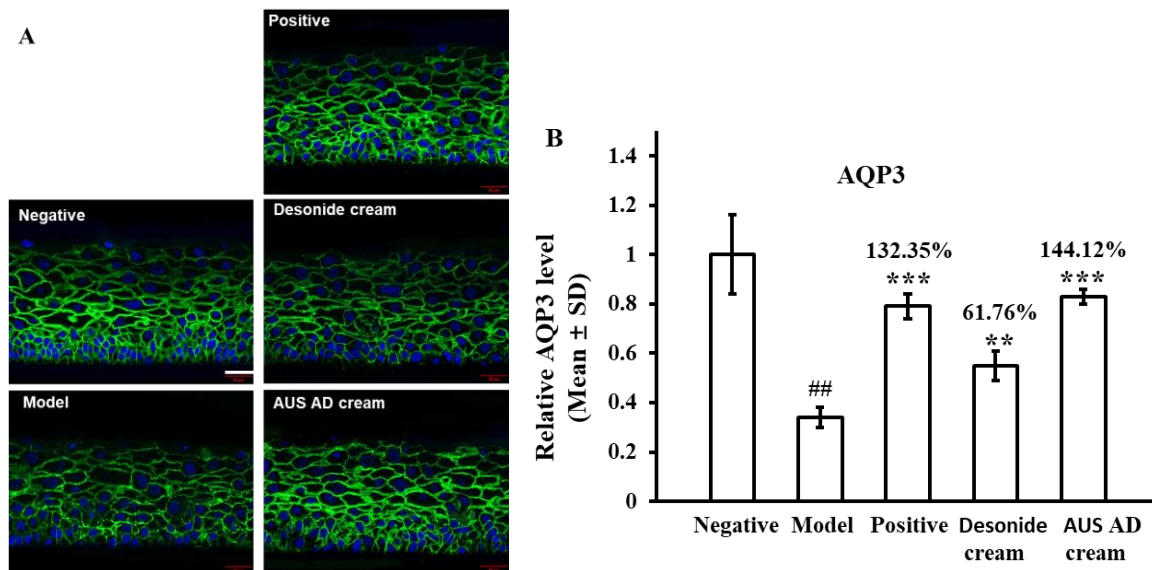 A
Positive
Negative
Desonide cream
Model
AUS AD cream
B
AQP3
Relative AQP3 level
(Mean ± SD)
1.4
1.2
1
0.8
0.6
0.4
0.2
0
##
132.35%
***
61.76%
**
144.12%
***
Negative
Model
Positive
Desonide
cream
AUS AD
cream